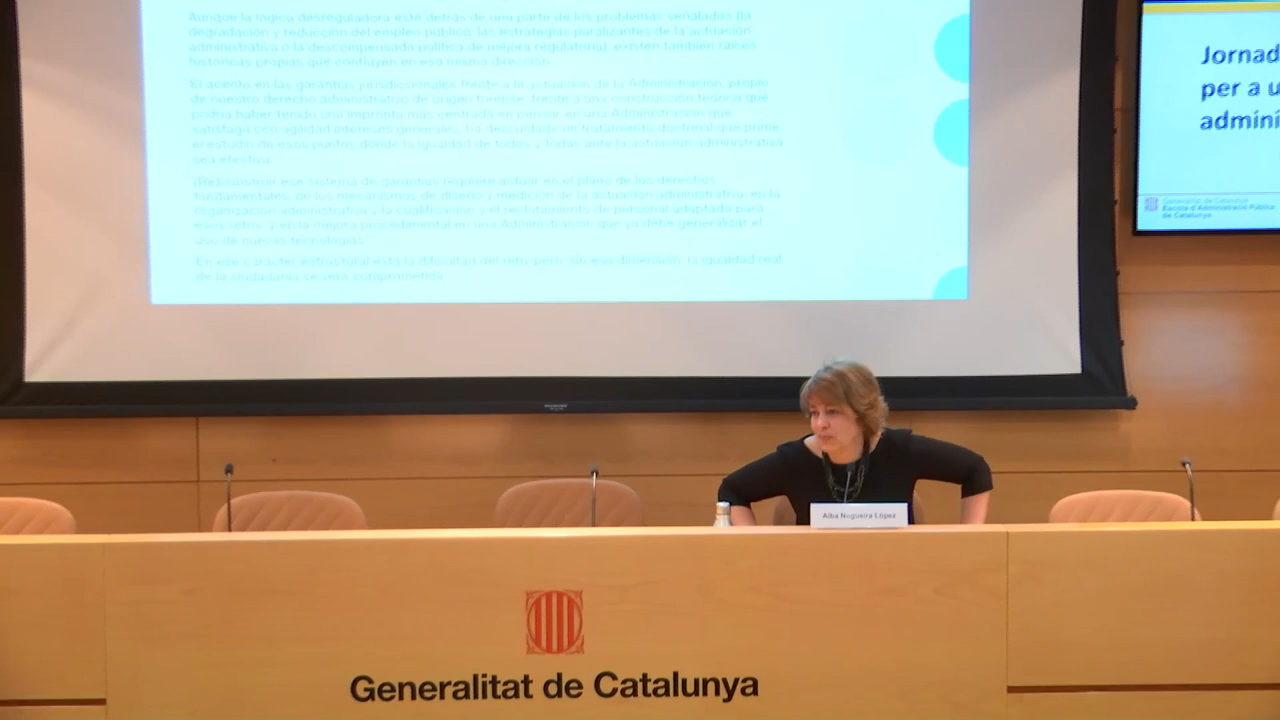 Aunque la lógica desreguladora esté detrás de una parte de los problemas señalados (la
degradación y reducción del empleo público, las estrategias paralizantes de la actuación
administrativa o la descompensada política de mejora regulatoria), existen también raíces
históricas propias que confluyen en esa misma dirección.
El acento en las garantías jurisdiccionales frente a la actuación de la Administración, propio
de nuestro derecho administrativo de origen forense, frente a una construcción teórica que
podría haber tenido una impronta más centrada en pensar en una Administración que
satisfaga con agilidad intereses generales, ha descuidado un tratamiento doctrinal que prime
el estudio de esos puntos donde la igualdad de todos y todas ante la actuación administrativa
sea efectiva.
(Re)construir ese sistema de garantías requiere actuar en el plano de los derechos
fundamentales, de los mecanismos de diseño y medición de la actuación administrativa, en la
organización administrativa y la cualificación y el reclutamiento de personal adaptado para
esos retos, y en la mejora procedimental en una Administración que ya debe generalizar el
uso de nuevas tecnologías.
En ese carácter estructural está la dificultad del reto pero, sin esa dimensión, la igualdad real
de la ciudadanía se verá comprometida.
Jornad
per a u
admini
Generalitat de Catalunya
Escola d'Administració Pública
de Catalunya
Alba Nogueira López
Generalitat de Catalunya